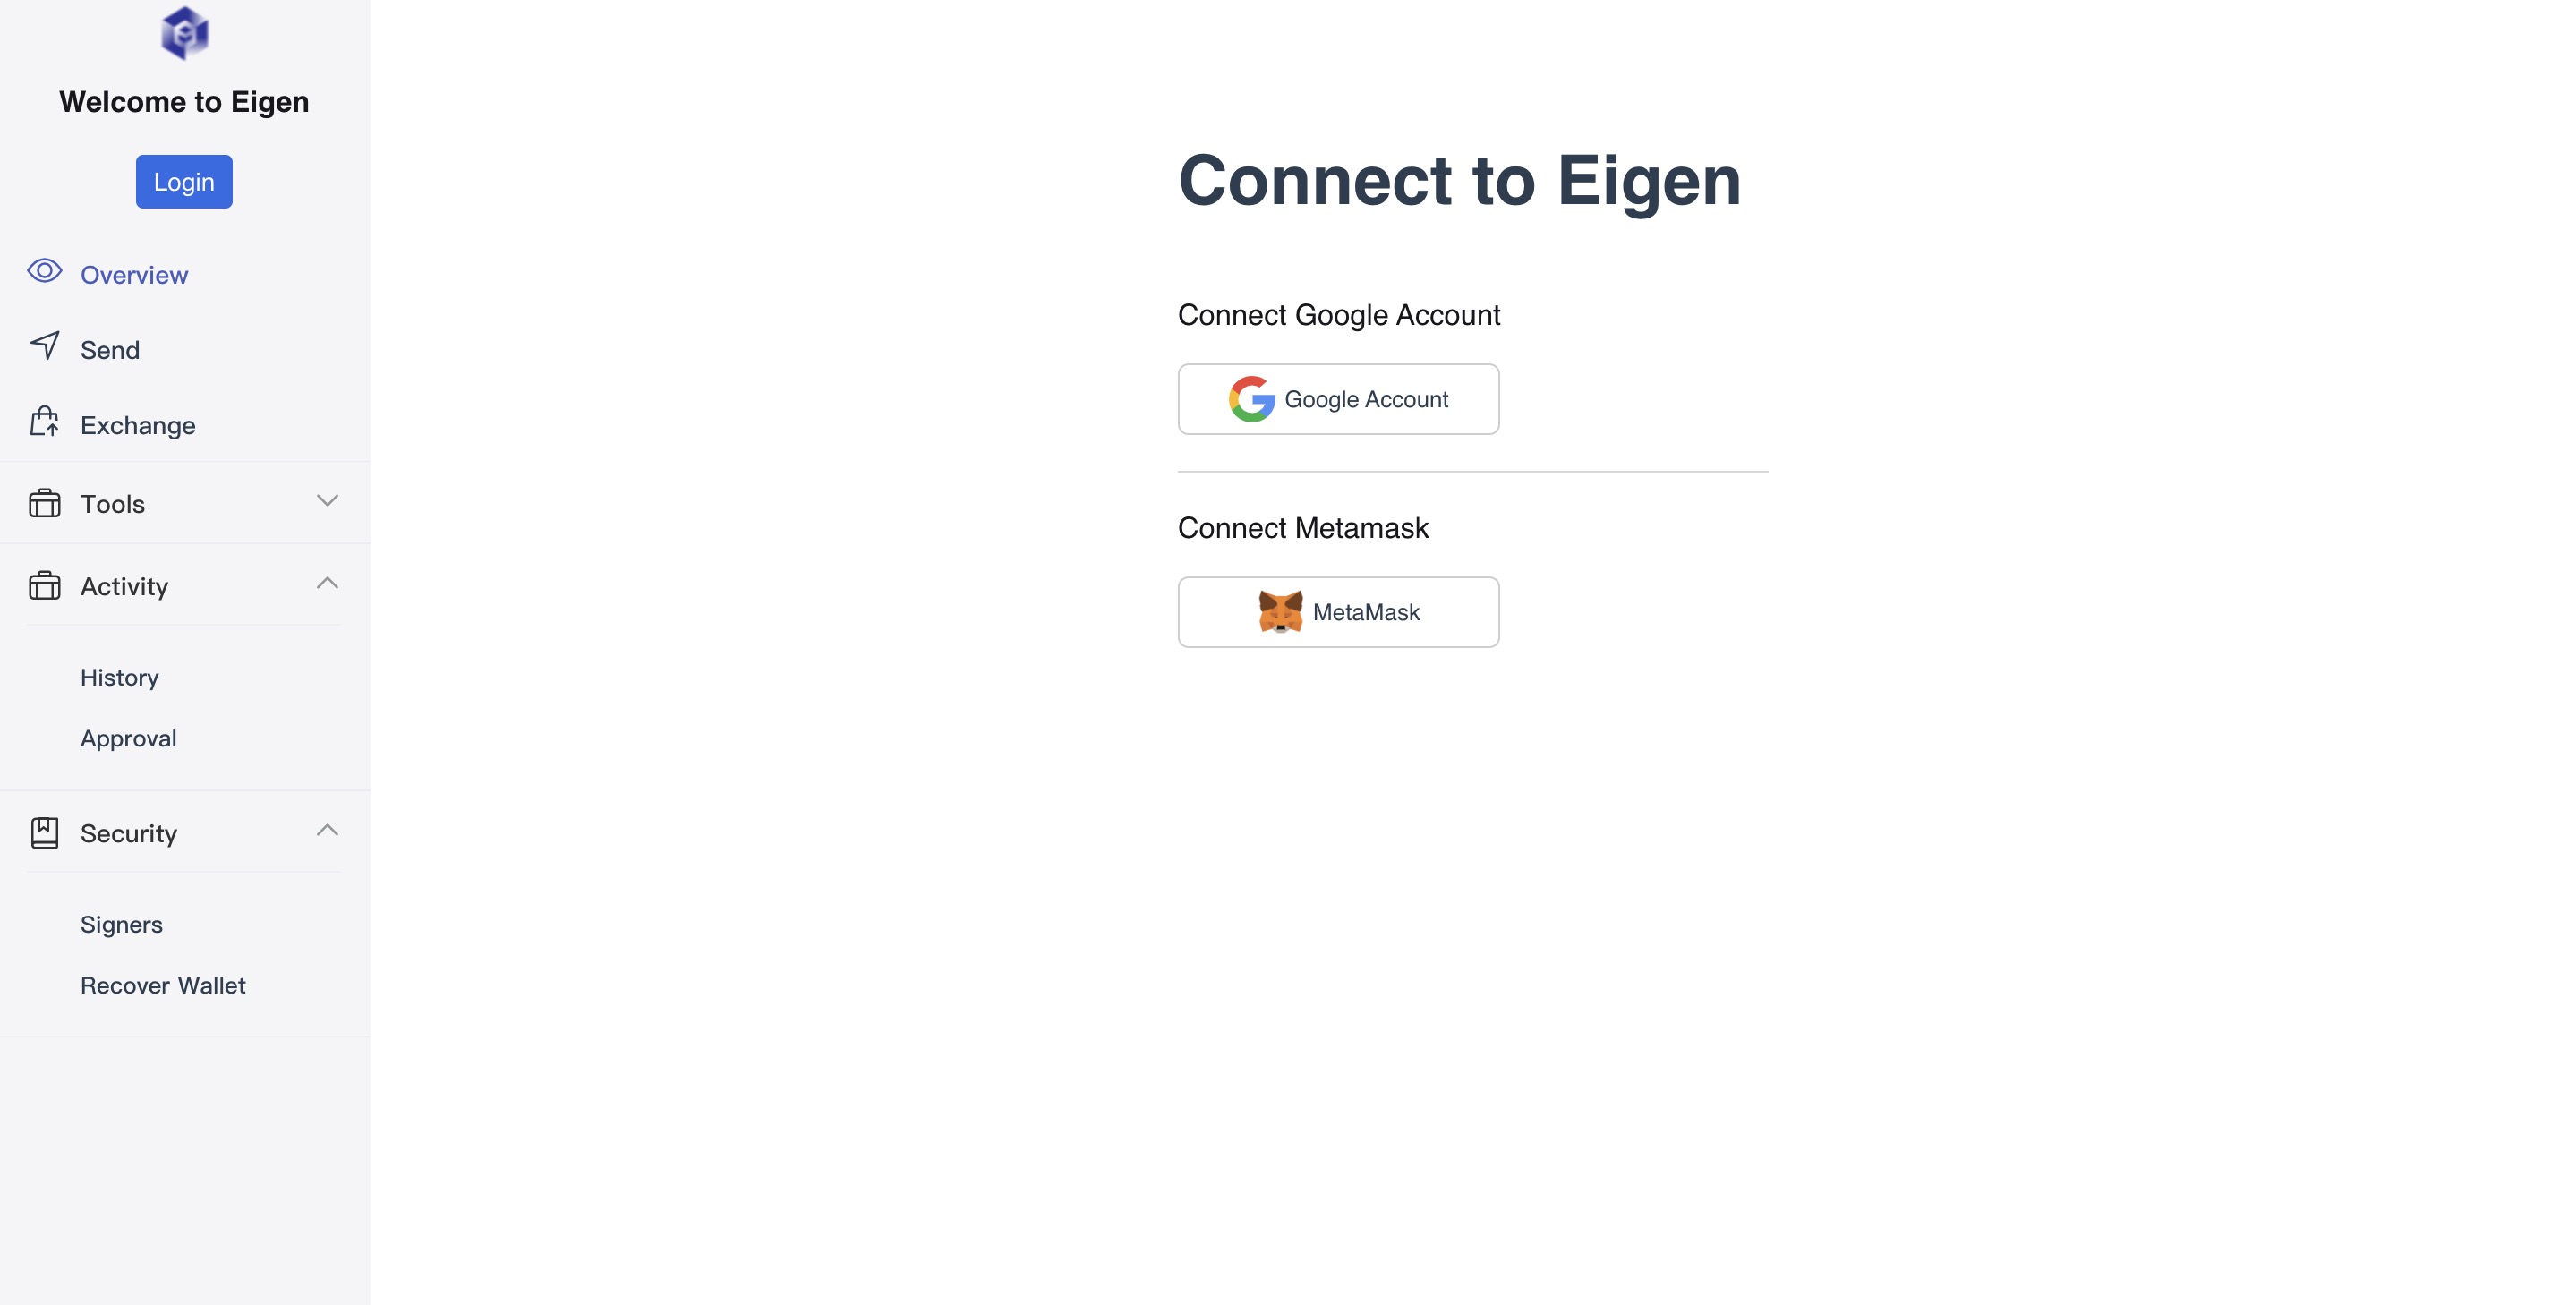 Welcome to Eigen
Login
Overview
Send
Exchange
Tools
Activity
History
Approval
Security
Signers
Recover Wallet
Connect to Eigen
Connect Google Account
Google Account
Connect Metamask
MetaMask